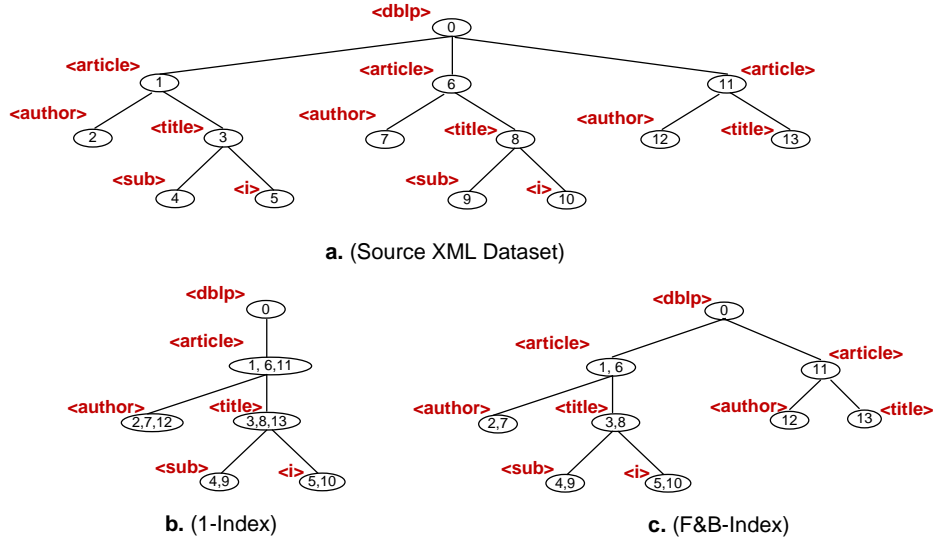 <dblp>
0
<article> <article> <article>
1 6 11
<author> <title> <author> <title> <author> <title>
2 3 7 8 12 13
<sub> <i> <sub> <i>
4 5 9 10
a. (Source XML Dataset)
<dblp>
0
<article>
1, 6,11
<author> <title>
2,7,12 3,8,13
<sub> <i>
4,9 5,10
b. (1-Index)
<dblp>
0
<article> <article>
1, 6 11
<author> <title> <author> <title>
2,7 3,8 12 13
<sub> <i>
4,9 5,10
c. (F&B-Index)